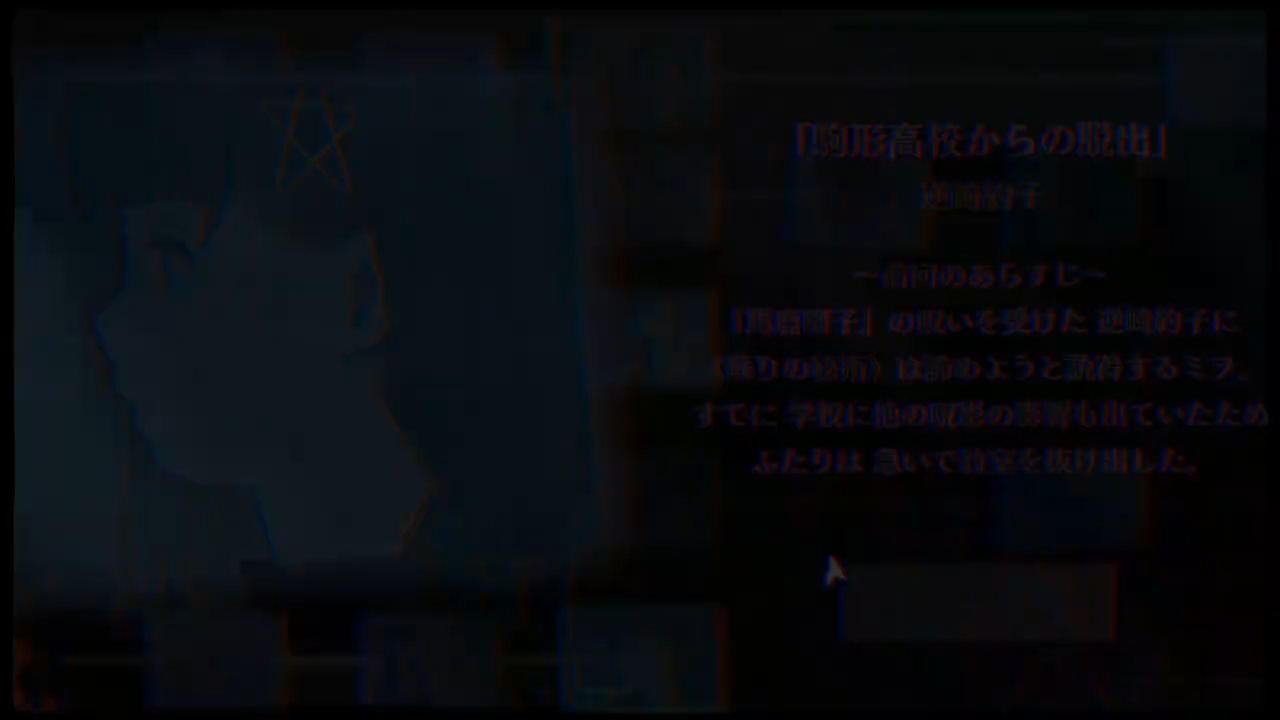 「駒形高校からの脱出」
逆崎約子
～前回のあらすじ～
の呪いを受けた 逆崎約子に
は諦めようと説得するミヲ。
すでに 学校に他の呪影の影響も出ていたため
ふたりは 急いで教室を抜け出した。